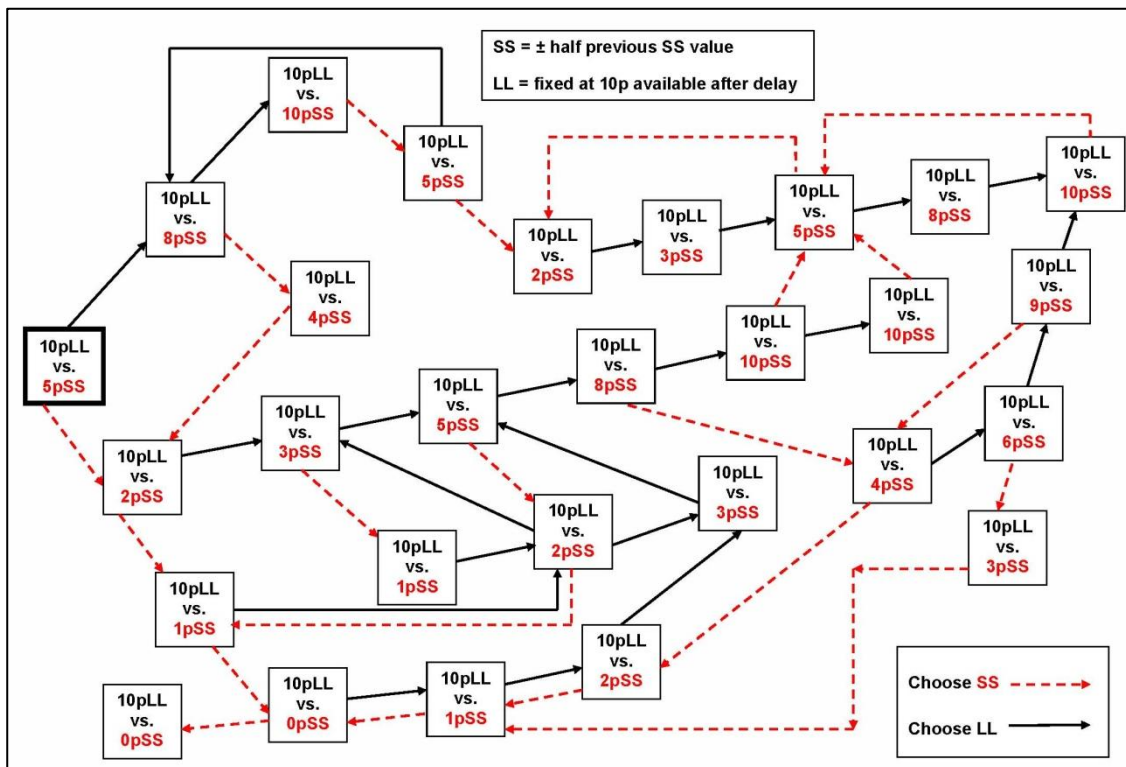 SS = ± half previous SS value
LL = fixed at 10p available after delay
10pLL
vs.
10pSS
10pLL
vs.
5pSS
10pLL
vs.
8pSS
10pLL
vs.
4pSS
10pLL
vs.
5pSS
10pLL
vs.
2pSS
10pLL
vs.
3pSS
10pLL
vs.
5pSS
10pLL
vs.
8pSS
10pLL
vs.
10pSS
10pLL
vs.
9pSS
10pLL
vs.
10pSS
10pLL
vs.
10pSS
10pLL
vs.
8pSS
10pLL
vs.
5pSS
10pLL
vs.
3pSS
10pLL
vs.
2pSS
10pLL
vs.
6pSS
10pLL
vs.
4pSS
10pLL
vs.
3pSS
10pLL
vs.
2pSS
10pLL
vs.
1pSS
10pLL
vs.
3pSS
10pLL
vs.
1pSS
10pLL
vs.
2pSS
10pLL
vs.
1pSS
10pLL
vs.
0pSS
10pLL
vs.
0pSS
Choose SS
Choose LL